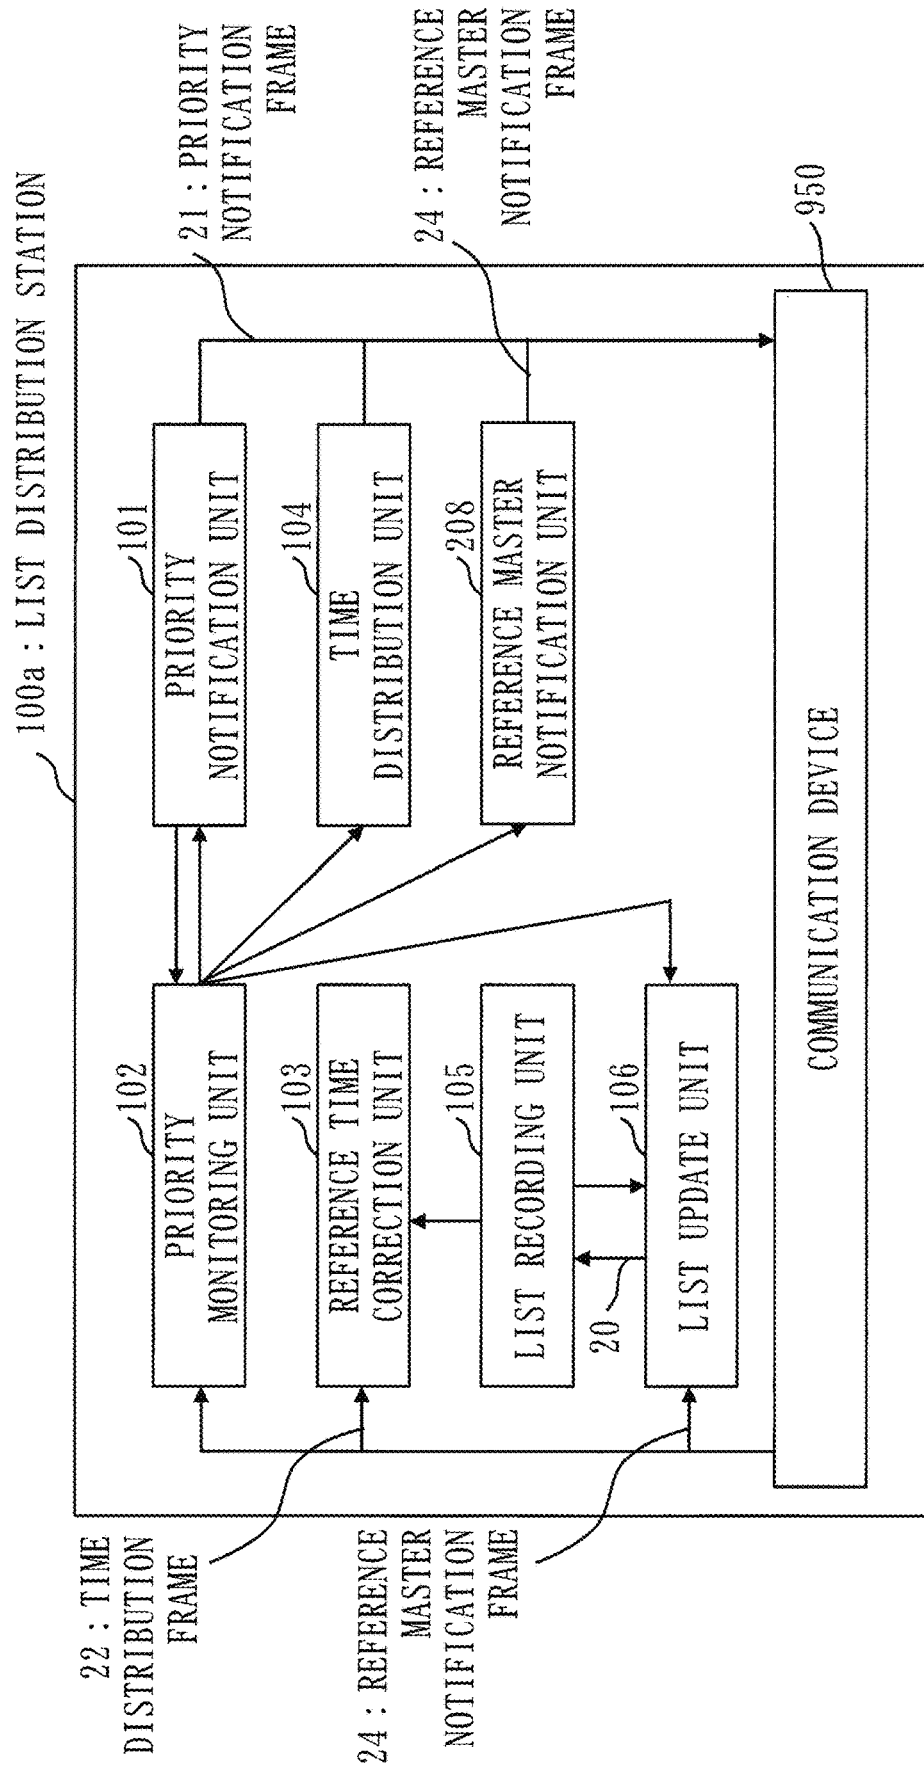 100a : LIST DISTRIBUTION STATION
22 : TIME
DISTRIBUTION
FRAME
24 : REFERENCE
MASTER
NOTIFICATION
FRAME
102
PRIORITY
MONITORING UNIT
103
REFERENCE TIME
CORRECTION UNIT
105
LIST RECORDING UNIT
20
106
LIST UPDATE UNIT
101
PRIORITY
NOTIFICATION UNIT
104
TIME
DISTRIBUTION UNIT
208
REFERENCE MASTER
NOTIFICATION UNIT
21 : PRIORITY
NOTIFICATION
FRAME
24 : REFERENCE
MASTER
NOTIFICATION
FRAME
950
COMMUNICATION DEVICE